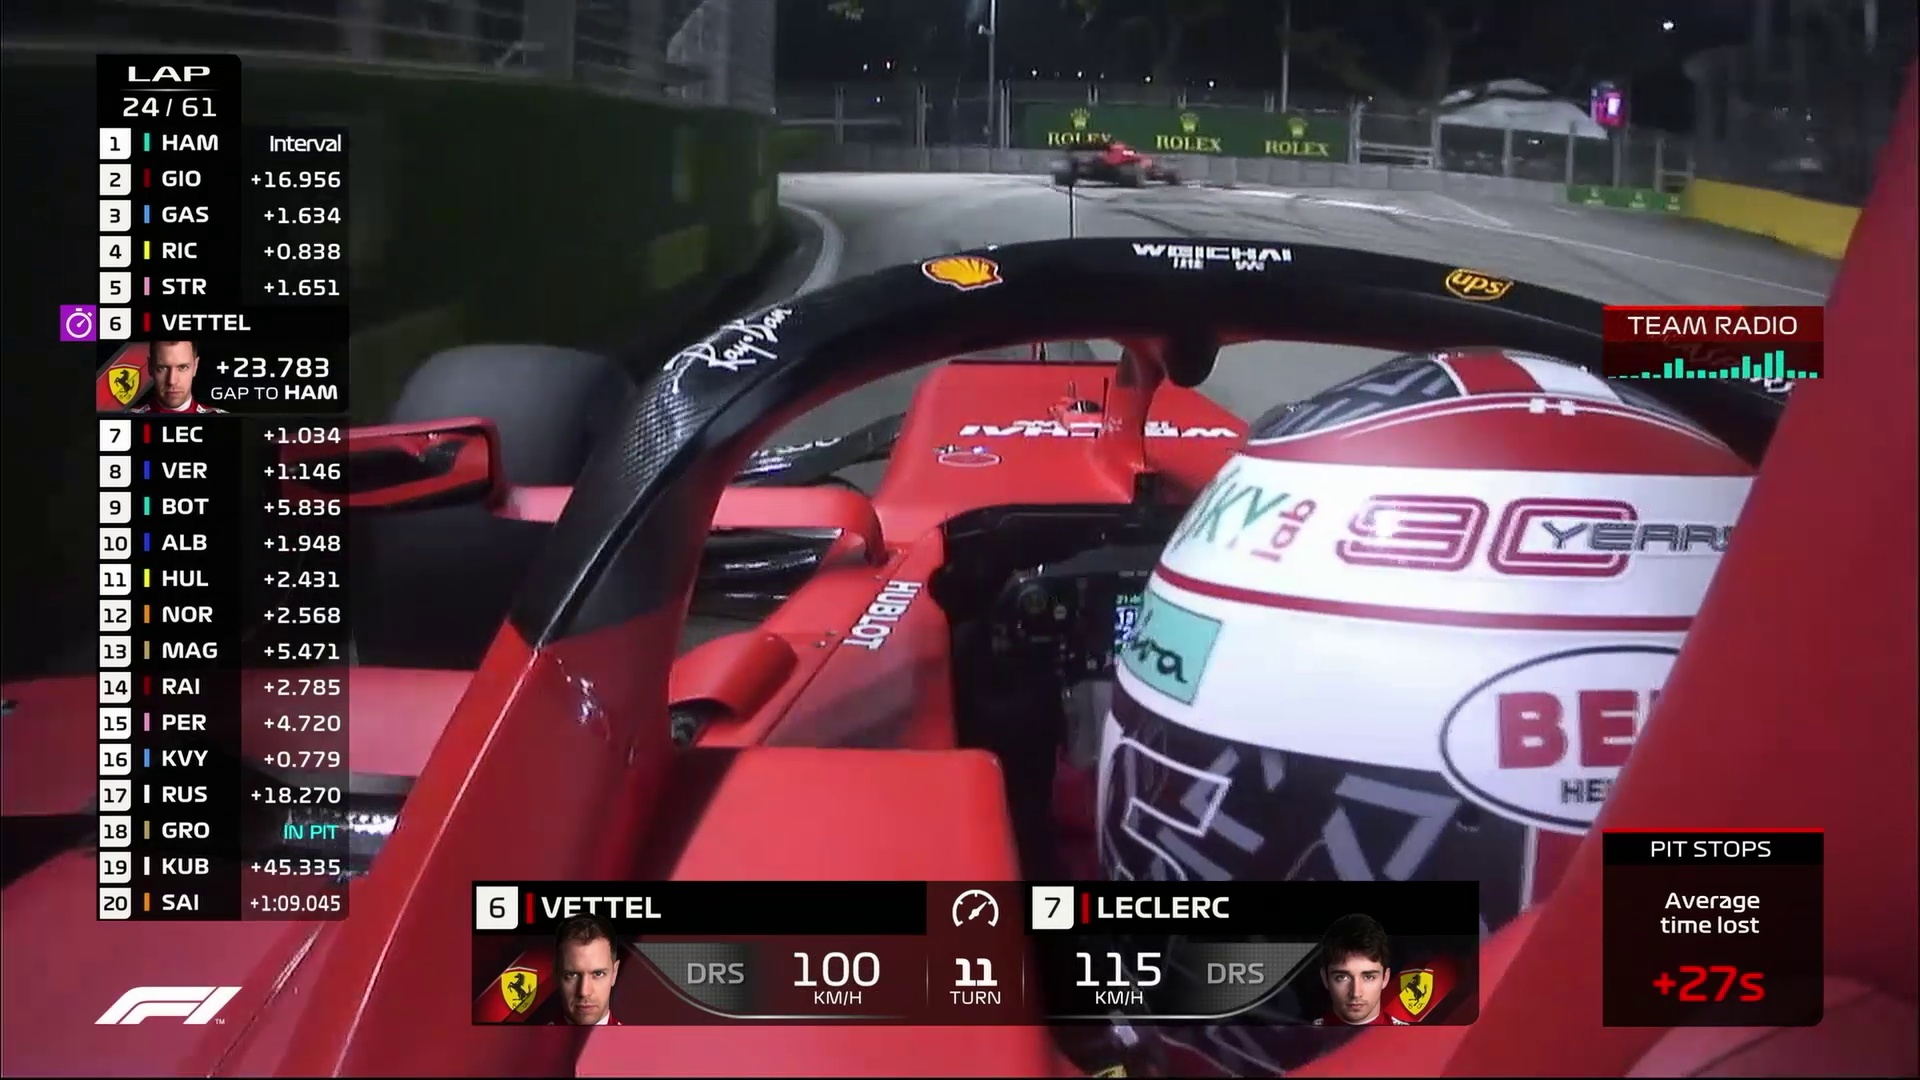 LAP
24 / 61
1 HAM Interval
2 GIO +16.956
3 GAS +1.634
4 RIC +0.838
5 STR +1.651
6 VETTEL
+23.783
GAP TO HAM
7 LEC +1.034
8 VER +1.146
9 BOT +5.836
10 ALB +1.948
11 HUL +2.431
12 NOR +2.568
13 MAG +5.471
14 RAI +2.785
15 PER +4.720
16 KVY +0.779
17 RUS +18.270
18 GRO IN PIT
19 KUB +45.335
20 SAI +1:09.045
ROLEX ROLEX ROLEX
WEICHAI
ups
Ray-Ban
TEAM RADIO
HUBLOT
90 YEARS
lab
BE
HE
6 VETTEL 7 LECLERC
DRS 100 KM/H 11 TURN 115 KM/H DRS
PIT STOPS
Average
time lost
+27s
F1